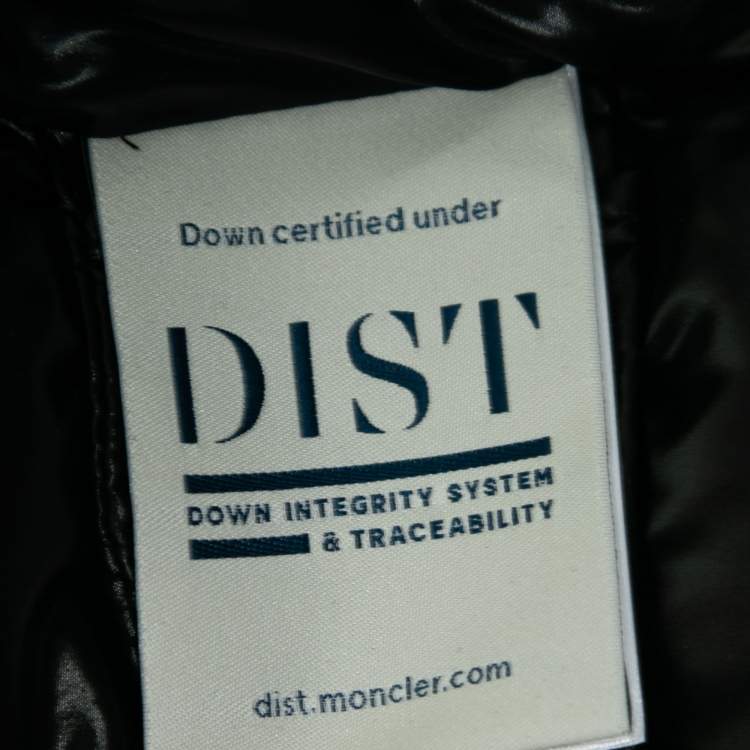 Down certified under
DIST
DOWN INTEGRITY SYSTEM
& TRACEABILITY
dist.moncler.com